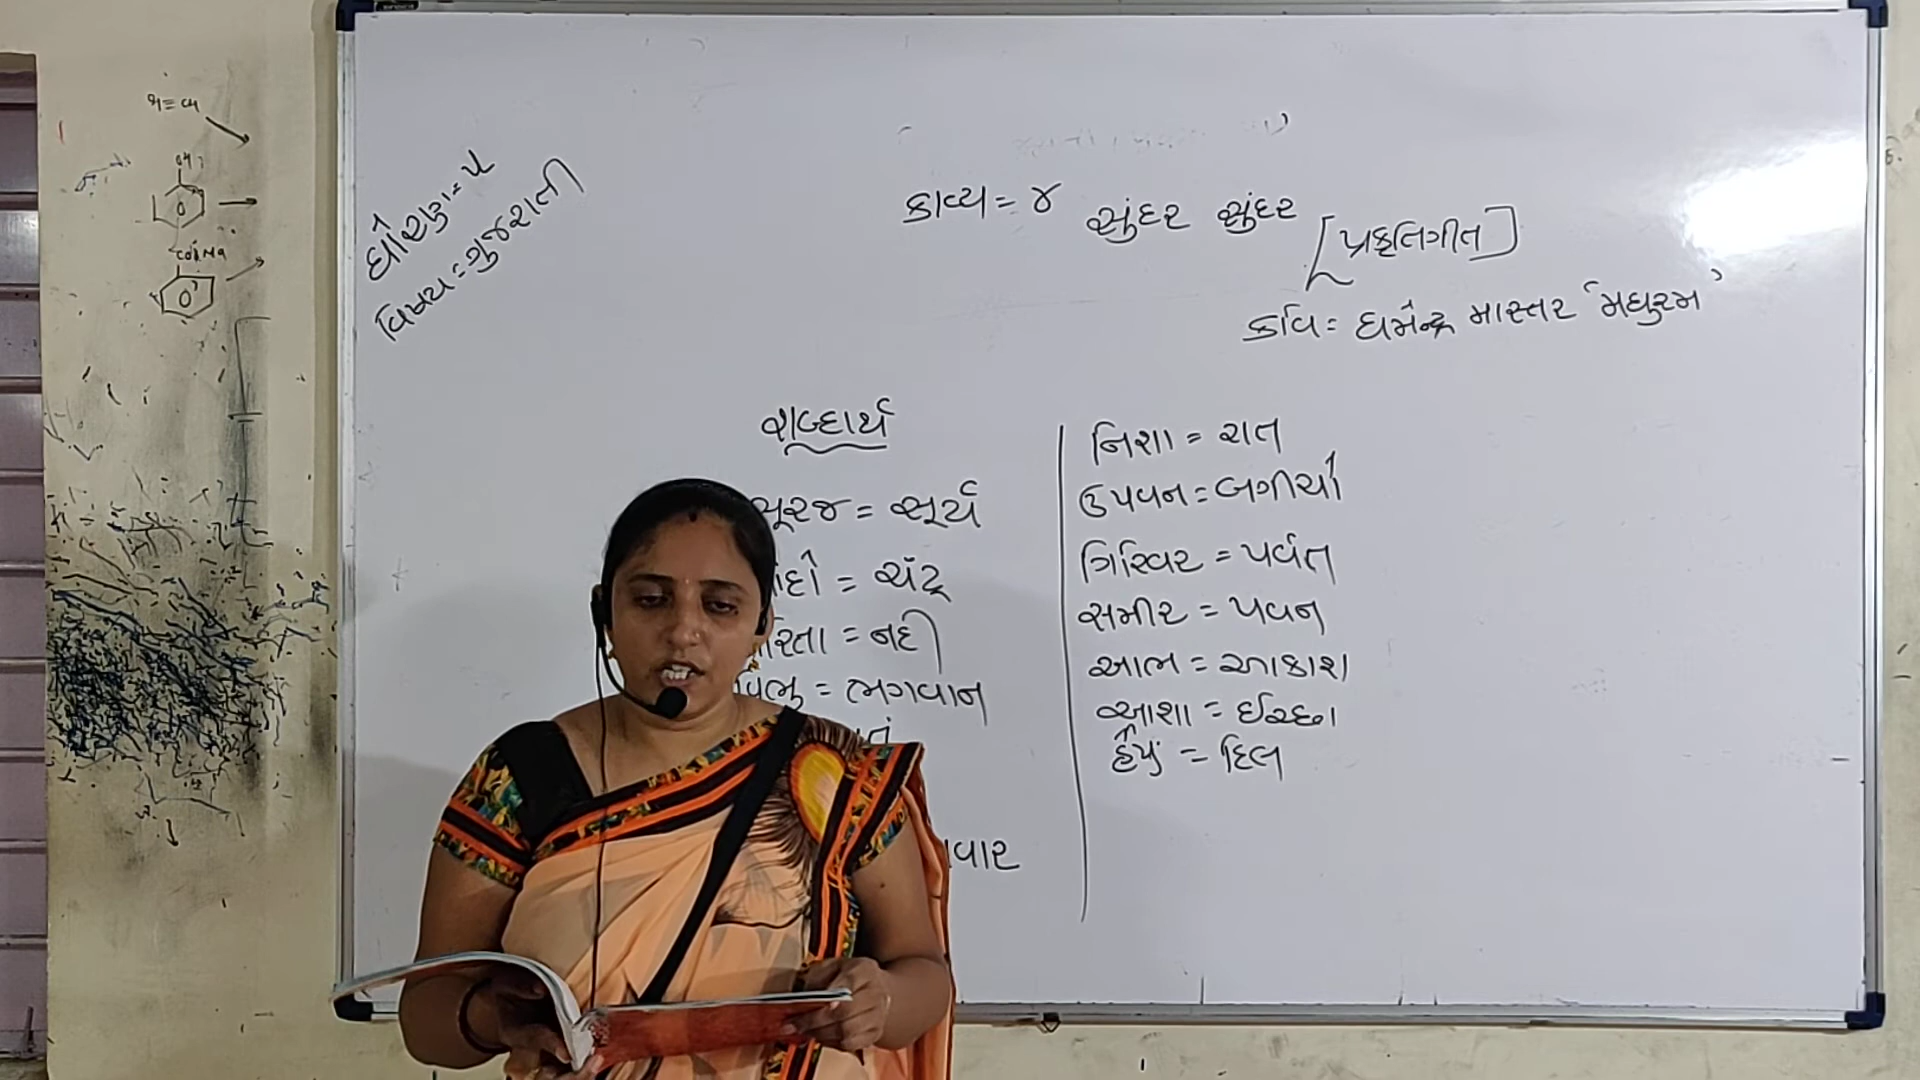 ધોરણ = ૫
વિષય = ગુજરાતી
કાવ્ય = ૪ સુંદર સુંદર
[પ્રકૃતિગીત]
કવિ = ધર્મેન્દ્ર માસ્તર 'મધુરમ'
શબ્દાર્થ
સૂરજ = સૂર્ય
= ચંદ્ર
= નદી
વિભુ = ભગવાન
નિશા = રાત
ઉપવન = બગીચો
ગિરિવર = પર્વત
સમીર = પવન
આભ = આકાશ
આશા = ઈચ્છા
હૈયું = દિલ